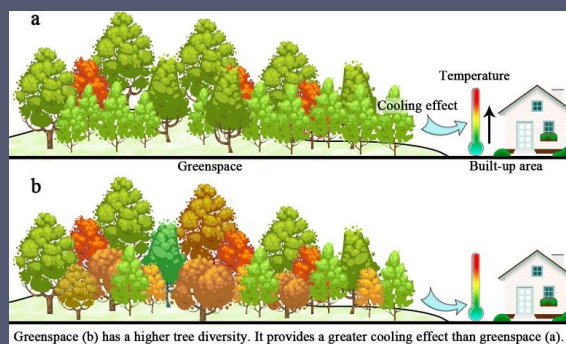 a
Temperature
Cooling effect
Greenspace
Built-up area
b
Greenspace (b) has a higher tree diversity. It provides a greater cooling effect than greenspace (a).